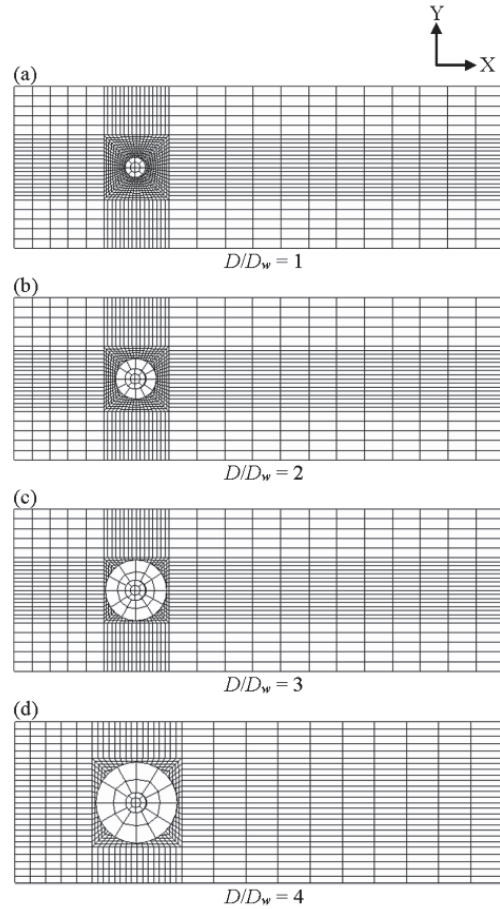 Y
X
(a)
D/Dw = 1
(b)
D/Dw = 2
(c)
D/Dw = 3
(d)
D/Dw = 4